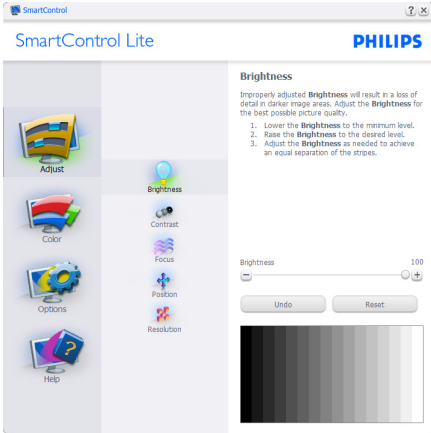 SmartControl
SmartControl Lite
PHILIPS
Adjust
Color
Options
Help
Brightness
Contrast
Focus
Position
Resolution
Brightness
Improperly adjusted Brightness will result in a loss of
detail in darker image areas. Adjust the Brightness for
the best possible picture quality.
1. Lower the Brightness to the minimum level.
2. Raise the Brightness to the desired level.
3. Adjust the Brightness as needed to achieve
an equal separation of the stripes.
Brightness 100
Undo Reset